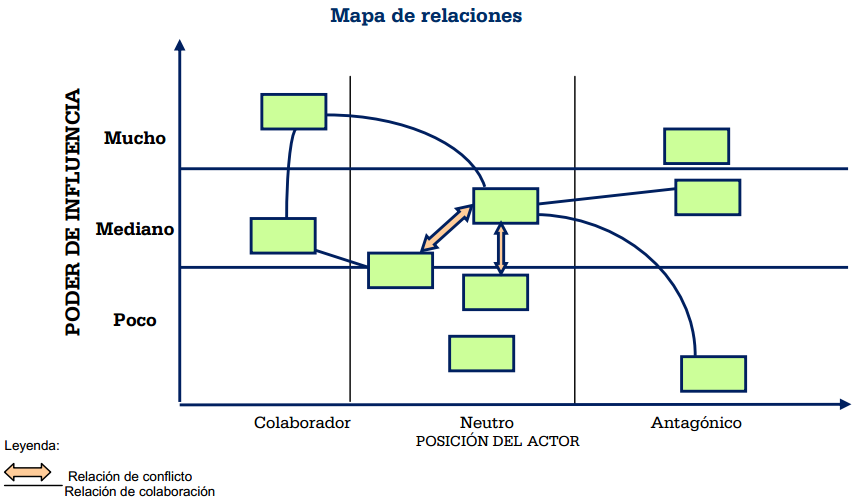 Mapa de relaciones
PODER DE INFLUENCIA
Mucho
Mediano
Poco
Colaborador
Neutro
Antagónico
POSICIÓN DEL ACTOR
Leyenda:
Relación de conflicto
Relación de colaboración